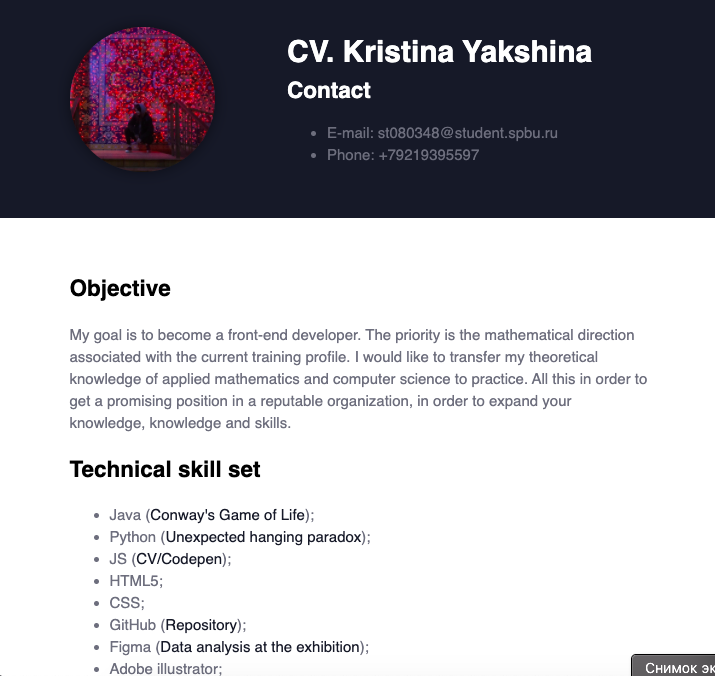 CV. Kristina Yakshina
Contact
• E-mail: st080348@student.spbu.ru
• Phone: +79219395597
Objective
My goal is to become a front-end developer. The priority is the mathematical direction
associated with the current training profile. I would like to transfer my theoretical
knowledge of applied mathematics and computer science to practice. All this in order to
get a promising position in a reputable organization, in order to expand your
knowledge, knowledge and skills.
Technical skill set
• Java (Conway's Game of Life);
• Python (Unexpected hanging paradox);
• JS (CV/Codepen);
• HTML5;
• CSS;
• GitHub (Repository);
• Figma (Data analysis at the exhibition);
• Adobe illustrator;
Снимок эк